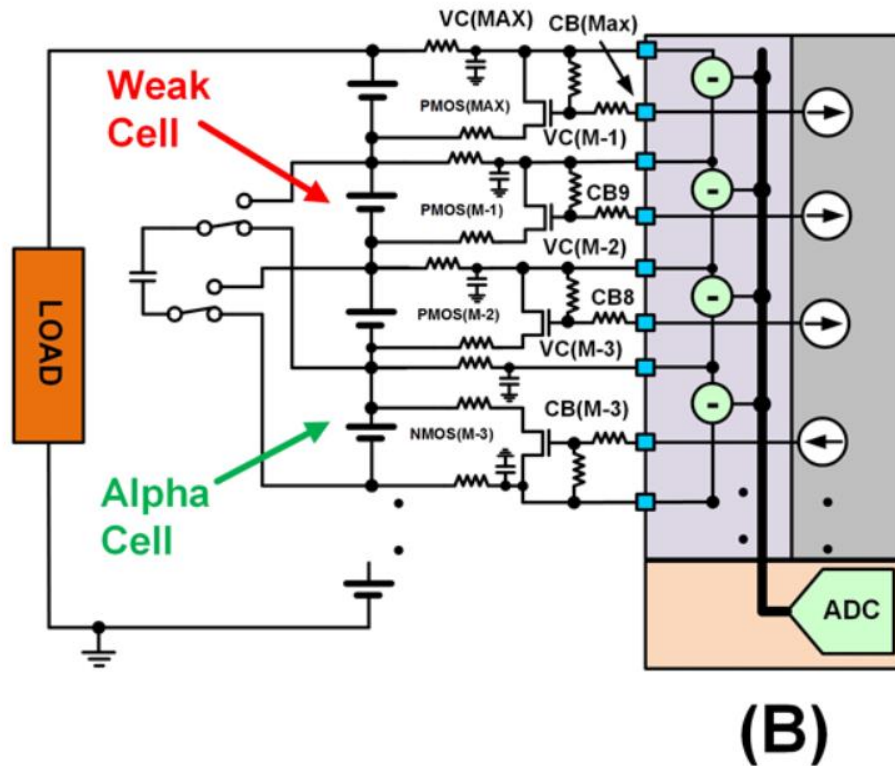 VC(MAX)
CB(Max)
Weak
Cell
PMOS(MAX)
VC(M-1)
PMOS(M-1)
CB9
VC(M-2)
LOAD
PMOS(M-2)
CB8
VC(M-3)
NMOS(M-3)
CB(M-3)
Alpha
Cell
ADC
(B)